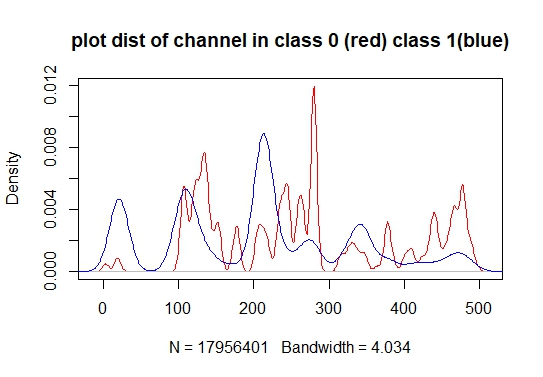 plot dist of channel in class 0 (red) class 1(blue)
0.012
0.008
0.004
0.000
Density
0 100 200 300 400 500
N = 17956401 Bandwidth = 4.034